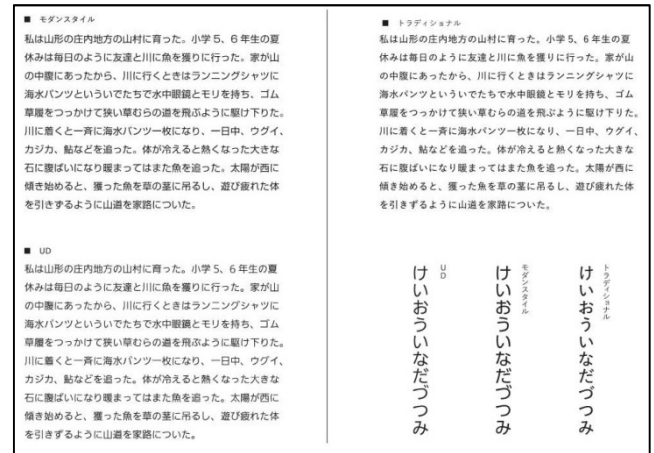 ■ モダンスタイル
私は山形の庄内地方の山村に育った。小学5、6年生の夏
休みは毎日のように友達と川に魚を獲りに行った。家が山
の中腹にあったから、川に行くときはランニングシャツに
海水パンツといういでたちで水中眼鏡とモリを持ち、ゴム
草履をつっかけて狭い草むらの道を飛ぶように駆け下りた。
川に着くと一斉に海水パンツ一枚になり、一日中、ウグイ、
カジカ、鮎などを追った。体が冷えると熱くなった大きな
石に腹ばいになり暖まってはまた魚を追った。太陽が西に
傾き始めると、獲った魚を草の茎に吊るし、遊び疲れた体
を引きずるように山道を家路についた。
■ UD
私は山形の庄内地方の山村に育った。小学5、6年生の夏
休みは毎日のように友達と川に魚を獲りに行った。家が山
の中腹にあったから、川に行くときはランニングシャツに
海水パンツといういでたちで水中眼鏡とモリを持ち、ゴム
草履をつっかけて狭い草むらの道を飛ぶように駆け下りた。
川に着くと一斉に海水パンツ一枚になり、一日中、ウグイ、
カジカ、鮎などを追った。体が冷えると熱くなった大きな
石に腹ばいになり暖まってはまた魚を追った。太陽が西に
傾き始めると、獲った魚を草の茎に吊るし、遊び疲れた体
を引きずるように山道を家路についた。
■ トラディショナル
私は山形の庄内地方の山村に育った。小学5、6年生の夏
休みは毎日のように友達と川に魚を獲りに行った。家が山
の中腹にあったから、川に行くときはランニングシャツに
海水パンツといういでたちで水中眼鏡とモリを持ち、ゴム
草履をつっかけて狭い草むらの道を飛ぶように駆け下りた。
川に着くと一斉に海水パンツ一枚になり、一日中、ウグイ、
カジカ、鮎などを追った。体が冷えると熱くなった大きな
石に腹ばいになり暖まってはまた魚を追った。太陽が西に
傾き始めると、獲った魚を草の茎に吊るし、遊び疲れた体
を引きずるように山道を家路についた。
トラディショナル
けいおういなだづつみ
モダンスタイル
けいおういなだづつみ
UD
けいおういなだづつみ